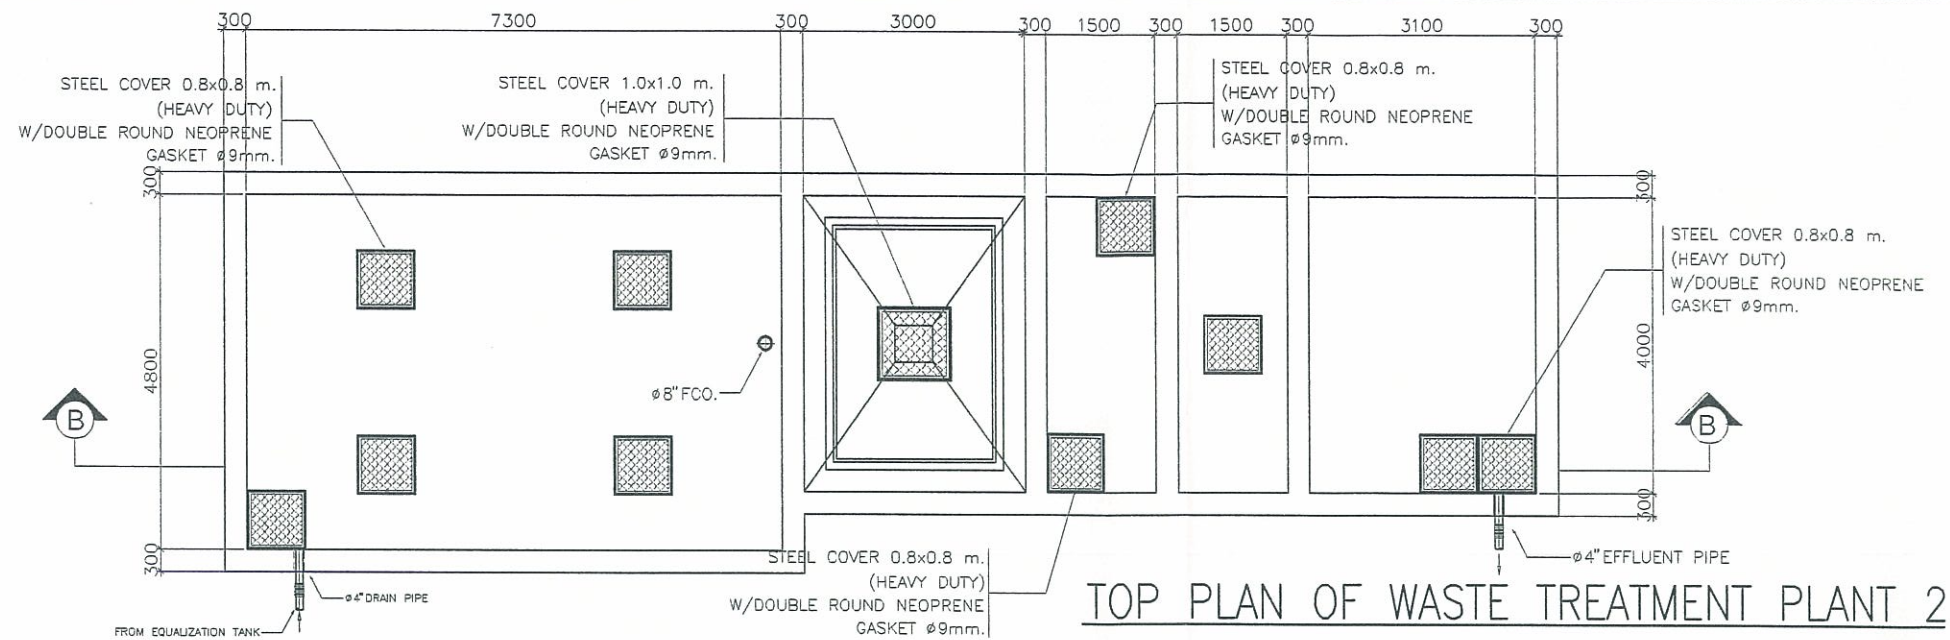 300 7300 300 3000 300 1500 300 1500 300 3100 300
STEEL COVER 0.8x0.8 m.
(HEAVY DUTY)
W/DOUBLE ROUND NEOPRENE
GASKET ø9mm.
STEEL COVER 1.0x1.0 m.
(HEAVY DUTY)
W/DOUBLE ROUND NEOPRENE
GASKET ø9mm.
STEEL COVER 0.8x0.8 m.
(HEAVY DUTY)
W/DOUBLE ROUND NEOPRENE
GASKET ø9mm.
STEEL COVER 0.8x0.8 m.
(HEAVY DUTY)
W/DOUBLE ROUND NEOPRENE
GASKET ø9mm.
300
4800
300
300
4000
300
ø8"FCO.
B
B
STEEL COVER 0.8x0.8 m.
(HEAVY DUTY)
W/DOUBLE ROUND NEOPRENE
GASKET ø9mm.
ø4"DRAIN PIPE
FROM EQUALIZATION TANK
ø4"EFFLUENT PIPE
TOP PLAN OF WASTE TREATMENT PLANT 2